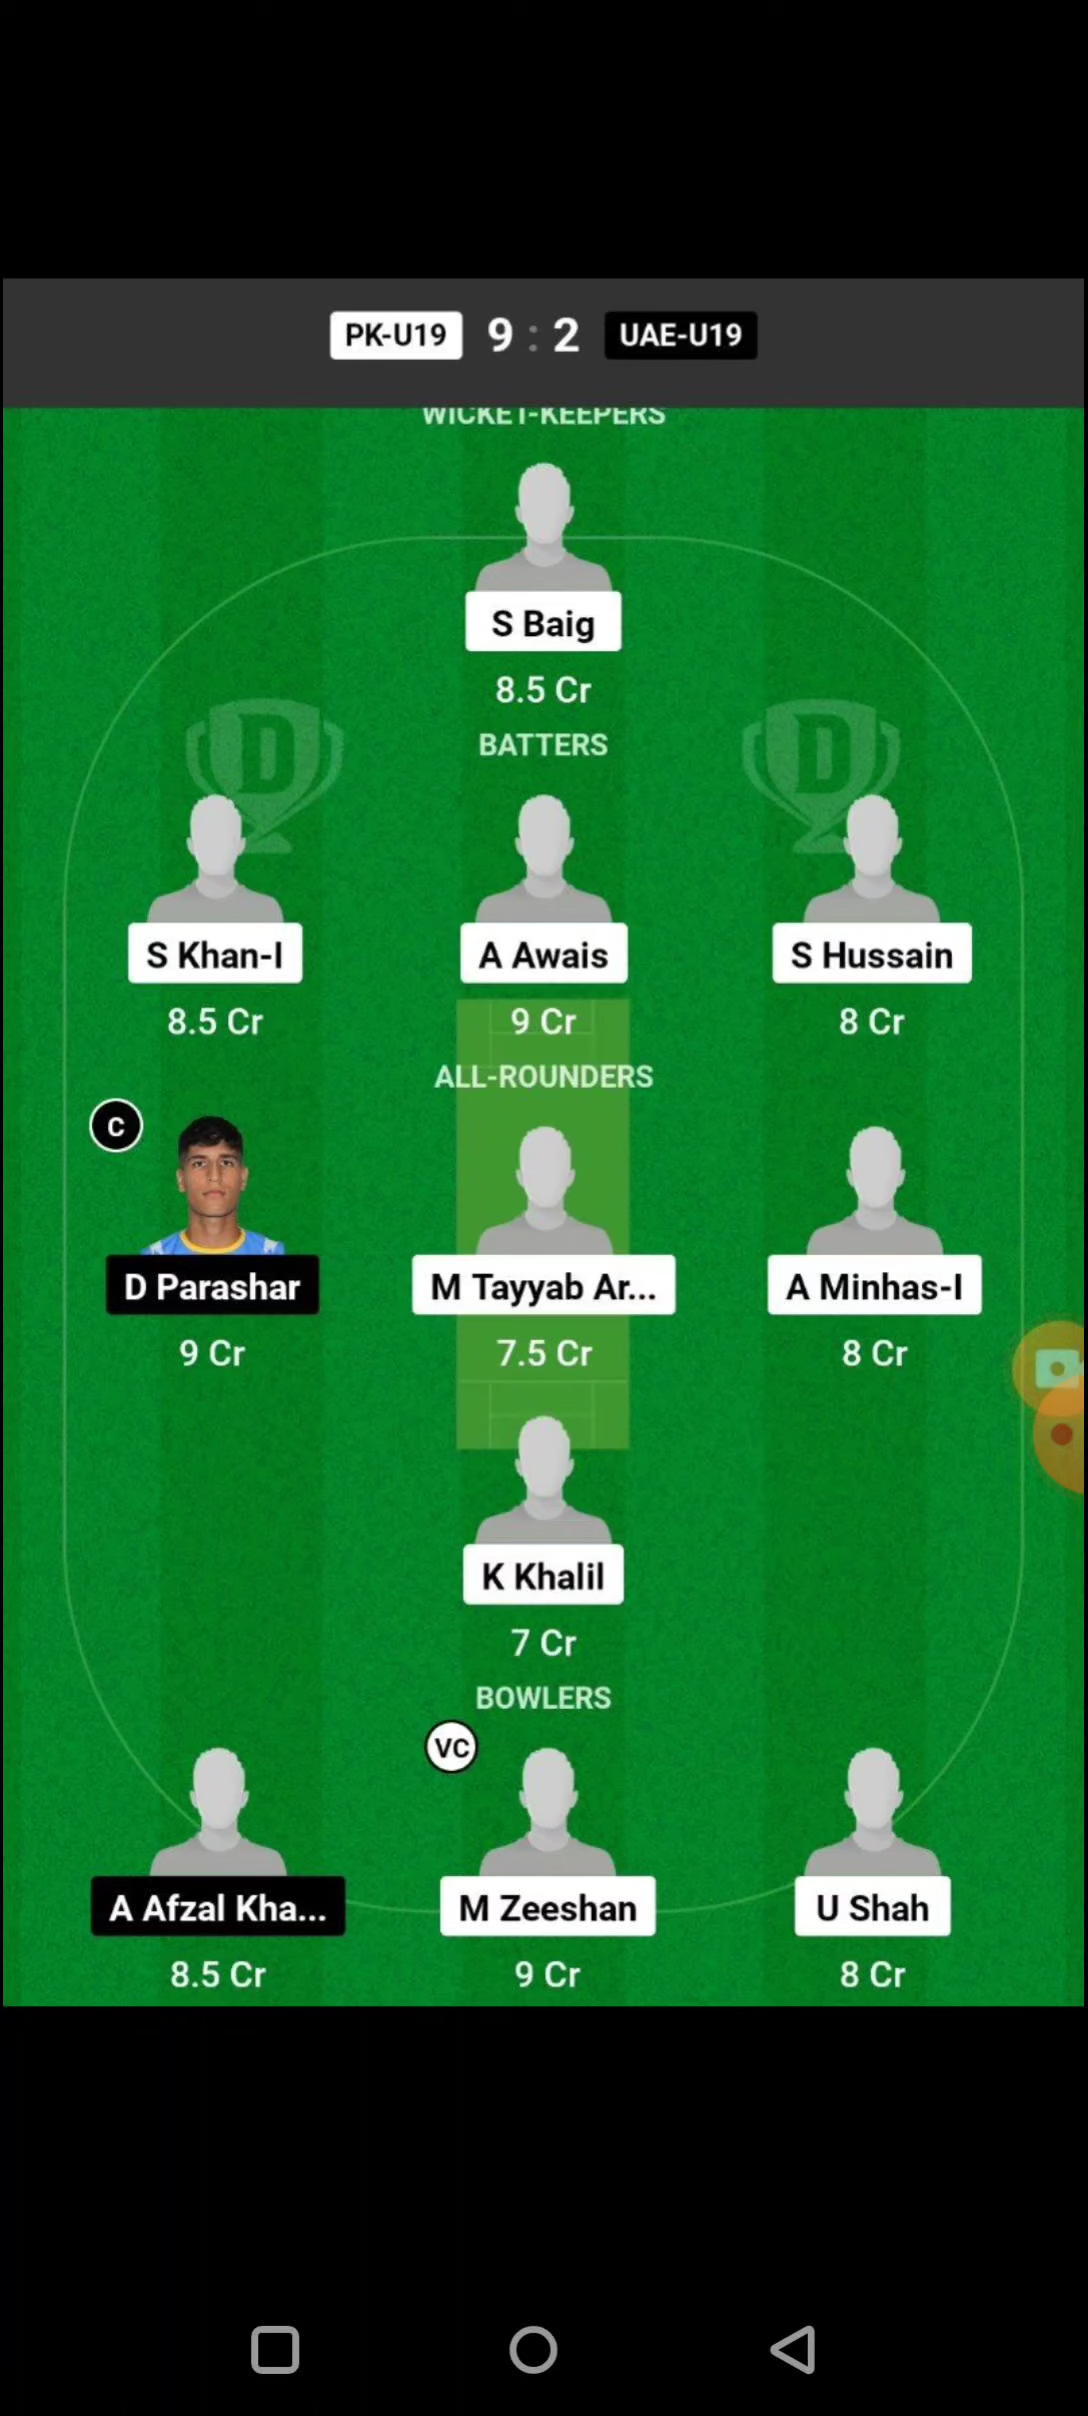 PK-U19 9 : 2 UAE-U19
WICKET-KEEPERS
S Baig
8.5 Cr
BATTERS
S Khan-I A Awais S Hussain
8.5 Cr 9 Cr 8 Cr
ALL-ROUNDERS
C
D Parashar M Tayyab Ar... A Minhas-I
9 Cr 7.5 Cr 8 Cr
K Khalil
7 Cr
BOWLERS
VC
A Afzal Kha... M Zeeshan U Shah
8.5 Cr 9 Cr 8 Cr